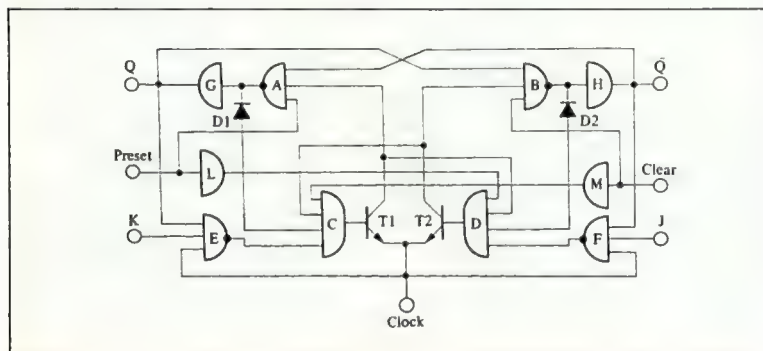 Q G A B H Q̄
D1 D2
Preset L M Clear
C T1 T2 D
K E F J
Clock